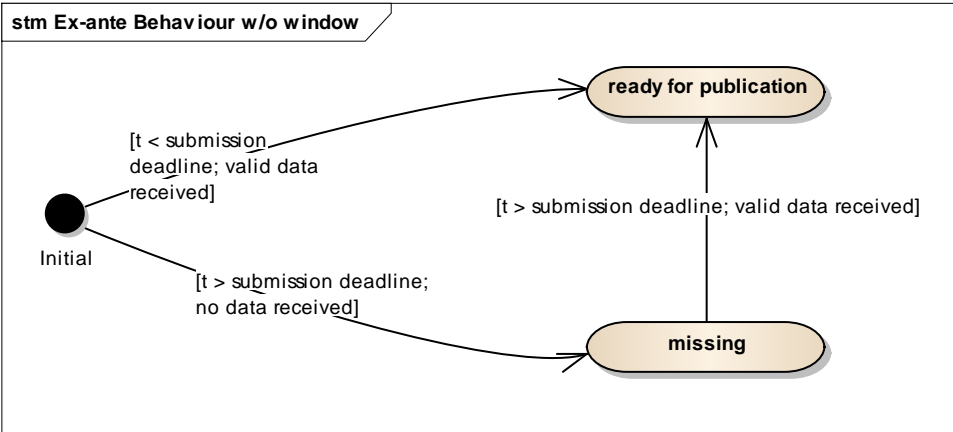 stm Ex-ante Behaviour w/o window
ready for publication
[t < submission
deadline; valid data
received]
[t > submission deadline; valid data received]
Initial
[t > submission deadline;
no data received]
missing